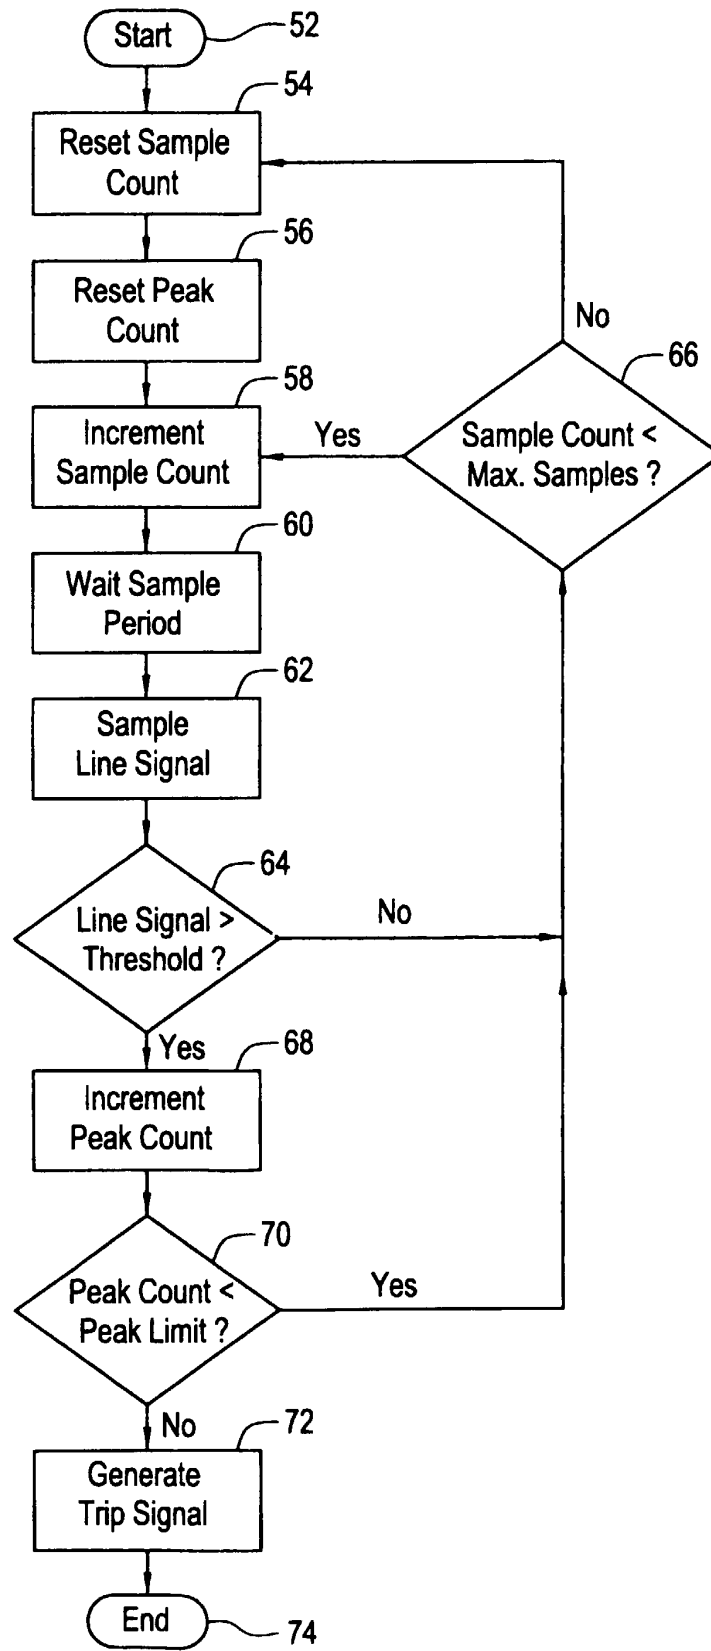 Start
52
54
Reset Sample
Count
56
Reset Peak
Count
No
66
58
Increment
Sample Count
Yes
Sample Count <
Max. Samples ?
60
Wait Sample
Period
62
Sample
Line Signal
64
Line Signal >
Threshold ?
No
Yes
68
Increment
Peak Count
70
Peak Count <
Peak Limit ?
Yes
No
72
Generate
Trip Signal
End
74